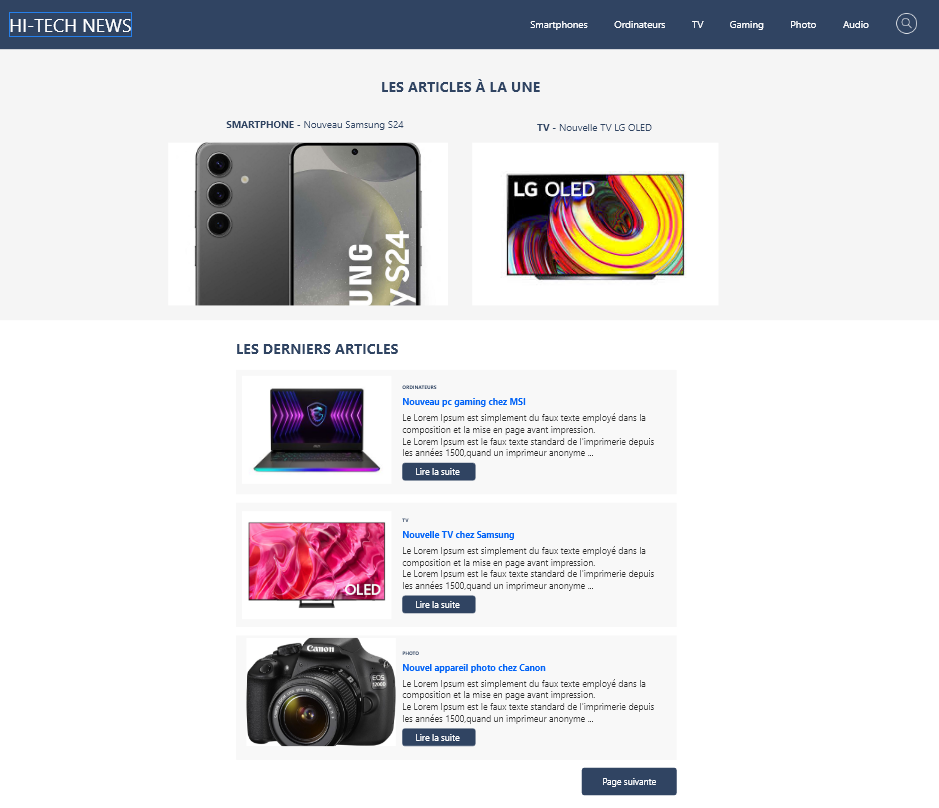 HI-TECH NEWS
Smartphones Ordinateurs TV Gaming Photo Audio
LES ARTICLES À LA UNE
SMARTPHONE - Nouveau Samsung S24
TV - Nouvelle TV LG OLED
UNG
y S24
LG OLED
LES DERNIERS ARTICLES
ORDINATEURS
Nouveau pc gaming chez MSI
Le Lorem Ipsum est simplement du faux texte employé dans la
composition et la mise en page avant impression.
Le Lorem Ipsum est le faux texte standard de l'imprimerie depuis
les années 1500,quand un imprimeur anonyme ...
Lire la suite
OLED
TV
Nouvelle TV chez Samsung
Le Lorem Ipsum est simplement du faux texte employé dans la
composition et la mise en page avant impression.
Le Lorem Ipsum est le faux texte standard de l'imprimerie depuis
les années 1500,quand un imprimeur anonyme ...
Lire la suite
Canon
EOS
PHOTO
Nouvel appareil photo chez Canon
Le Lorem Ipsum est simplement du faux texte employé dans la
composition et la mise en page avant impression.
Le Lorem Ipsum est le faux texte standard de l'imprimerie depuis
les années 1500,quand un imprimeur anonyme ...
Lire la suite
Page suivante